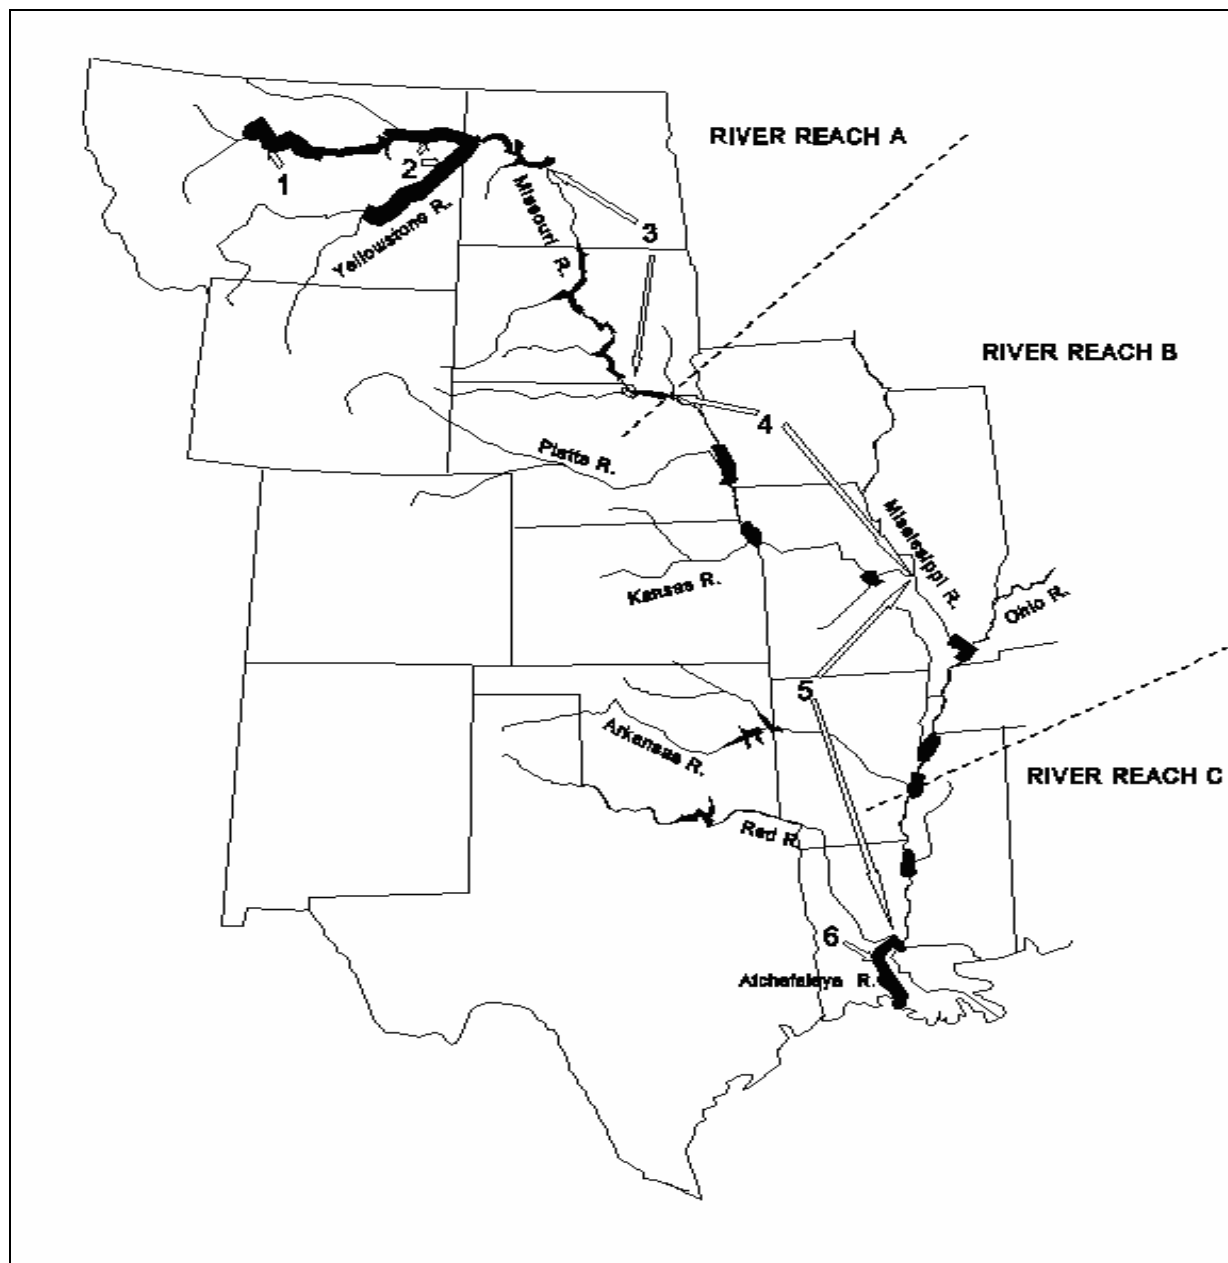 RIVER REACH A
1
2
Yellowstone R.
Missouri R.
3
RIVER REACH B
4
Platte R.
Mississippi R.
Kansas R.
Ohio R.
5
Arkansas R.
RIVER REACH C
Red R.
6
Atchafalaya R.